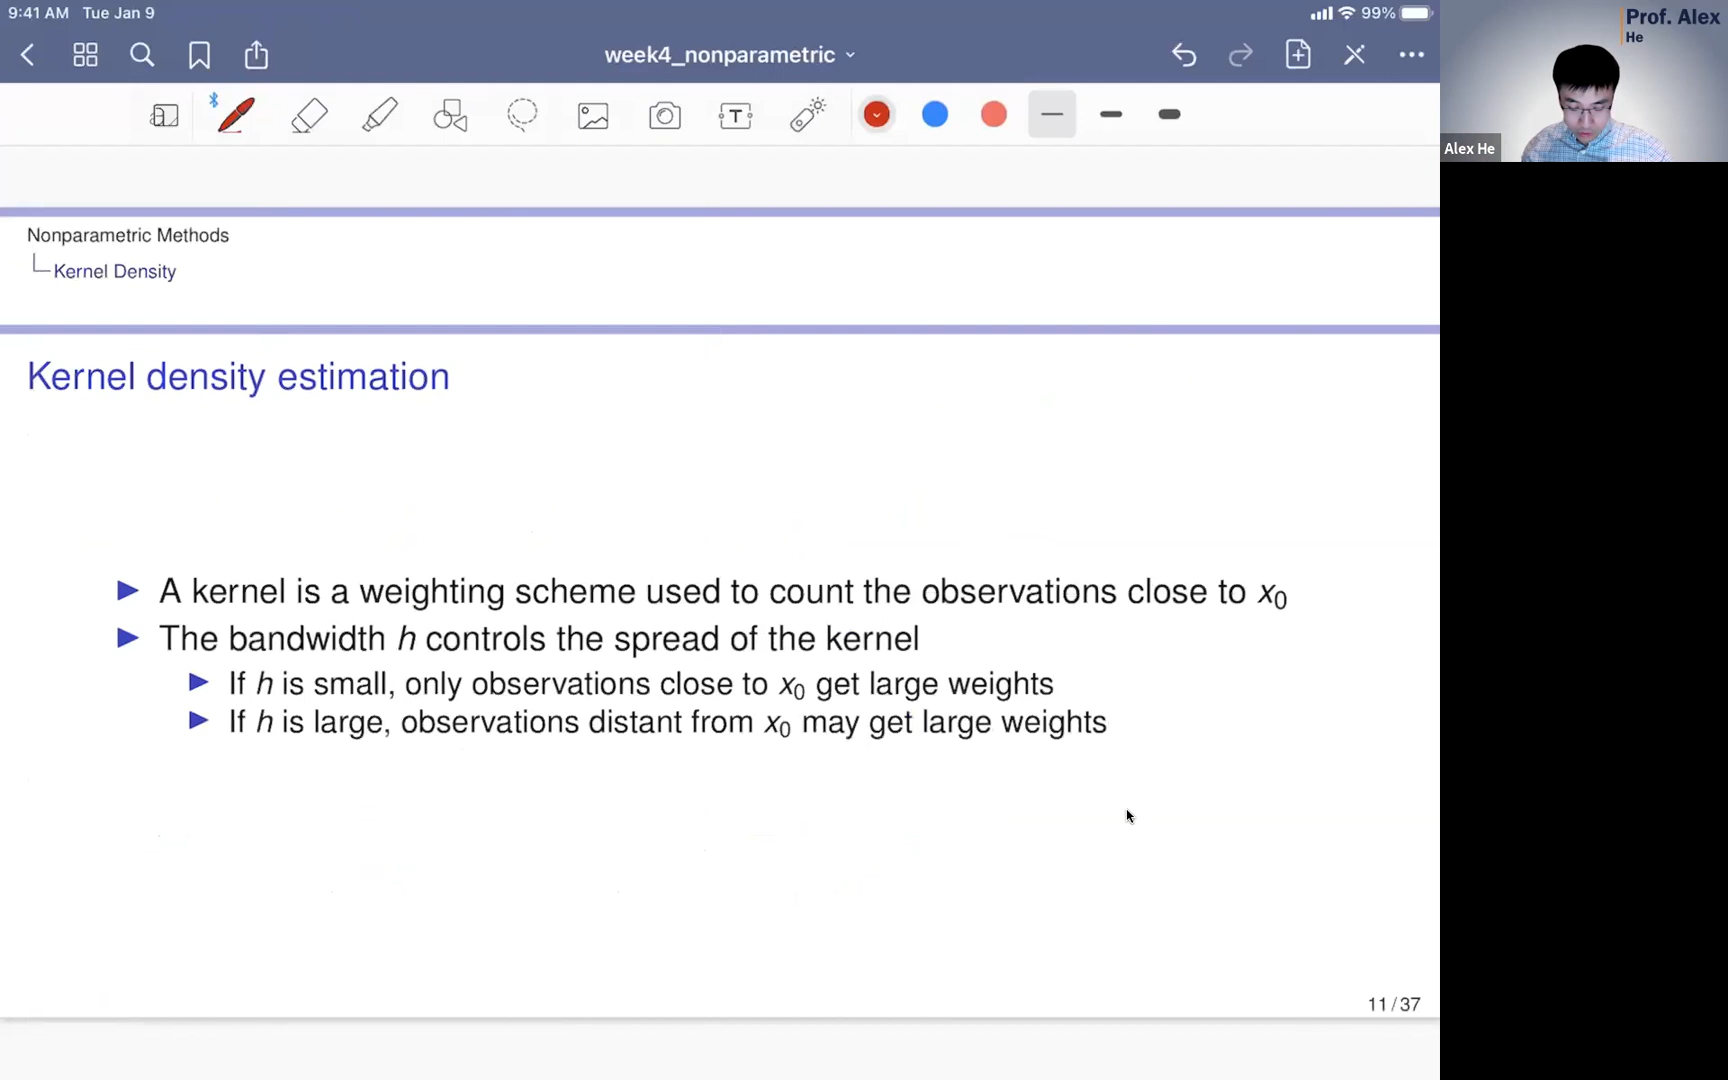 9:41 AM Tue Jan 9
99%
week4_nonparametric
T
Prof. Alex
He
Alex He
Nonparametric Methods
Kernel Density
Kernel density estimation
A kernel is a weighting scheme used to count the observations close to x₀
The bandwidth h controls the spread of the kernel
If h is small, only observations close to x₀ get large weights
If h is large, observations distant from x₀ may get large weights
11 / 37